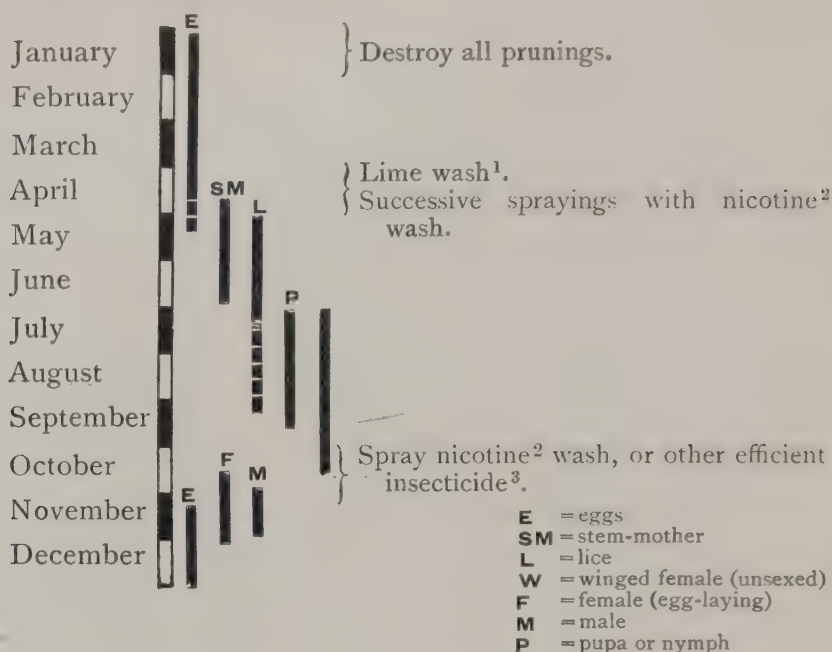 E
January } Destroy all prunings.
February
March
} Lime wash¹.
April SM
} Successive sprayings with nicotine²
L
wash.
May
June
P
July
August
September
F
} Spray nicotine² wash, or other efficient
October
M
insecticide³.
E
November
December
E = eggs
SM = stem-mother
L = lice
W = winged female (unsexed)
F = female (egg-laying)
M = male
P = pupa or nymph